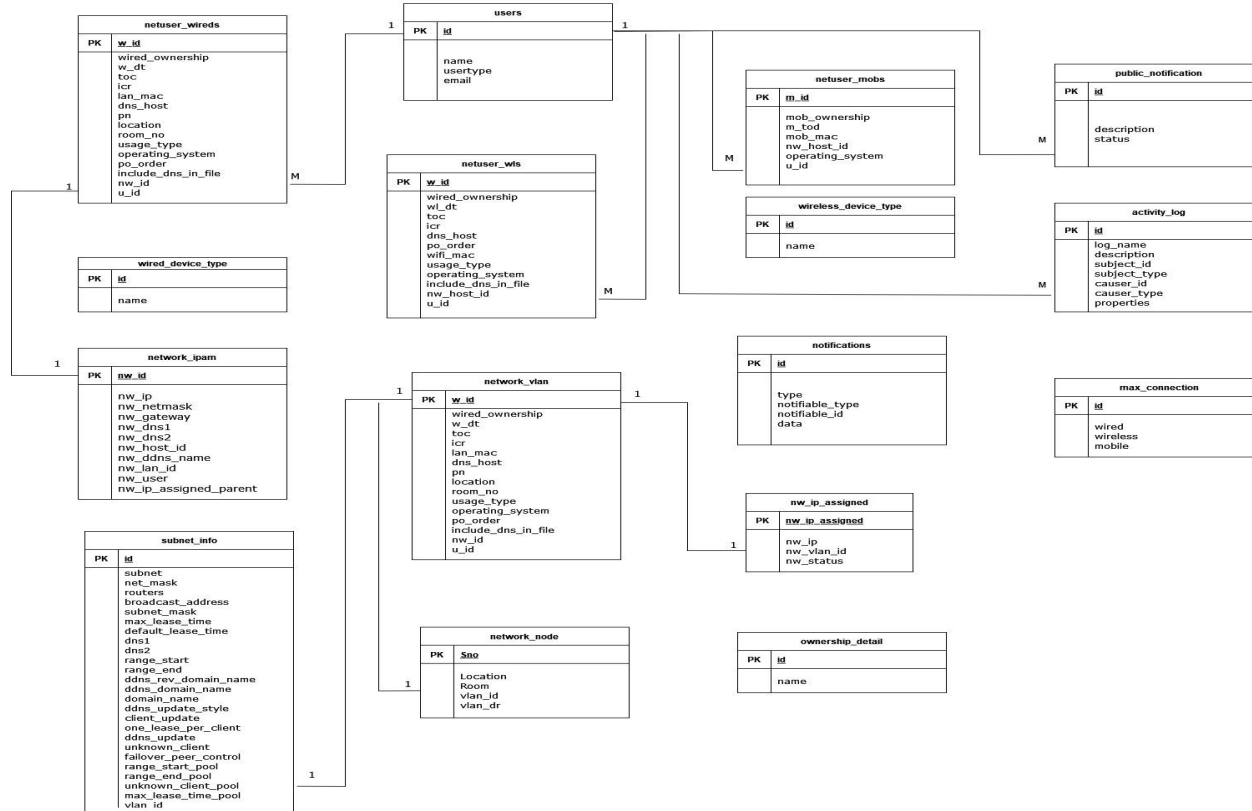 netuser_wireds
PK w_id
wired_ownership
w_dt
toc
icr
lan_mac
dns_host
pn
location
room_no
usage_type
operating_system
po_order
include_dns_in_file
nw_id
u_id
1
M
1
users
PK id
name
usertype
email
1
netuser_wls
PK w_id
wired_ownership
wl_dt
toc
icr
dns_host
po_order
wifi_mac
usage_type
operating_system
include_dns_in_file
nw_host_id
u_id
M
netuser_mobs
PK m_id
mob_ownership
m_tod
mob_mac
nw_host_id
operating_system
u_id
M
public_notification
PK id
description
status
M
wireless_device_type
PK id
name
activity_log
PK id
log_name
description
subject_id
subject_type
causer_id
causer_type
properties
M
wired_device_type
PK id
name
1
network_ipam
PK nw_id
nw_ip
nw_netmask
nw_gateway
nw_dns1
nw_dns2
nw_host_id
nw_ddns_name
nw_lan_id
nw_user
nw_ip_assigned_parent
1
network_vlan
PK w_id
wired_ownership
w_dt
toc
icr
lan_mac
dns_host
pn
location
room_no
usage_type
operating_system
po_order
include_dns_in_file
nw_id
u_id
1
notifications
PK id
type
notifiable_type
notifiable_id
data
max_connection
PK id
wired
wireless
mobile
nw_ip_assigned
PK nw_ip_assigned
nw_ip
nw_vlan_id
nw_status
1
subnet_info
PK id
subnet
net_mask
routers
broadcast_address
subnet_mask
max_lease_time
default_lease_time
dns1
dns2
range_start
range_end
ddns_rev_domain_name
ddns_domain_name
domain_name
ddns_update_style
client_update
one_lease_per_client
ddns_update
unknown_client
failover_peer_control
range_start_pool
range_end_pool
unknown_client_pool
max_lease_time_pool
vlan_id
1
network_node
PK Sno
Location
Room
vlan_id
vlan_dr
1
ownership_detail
PK id
name